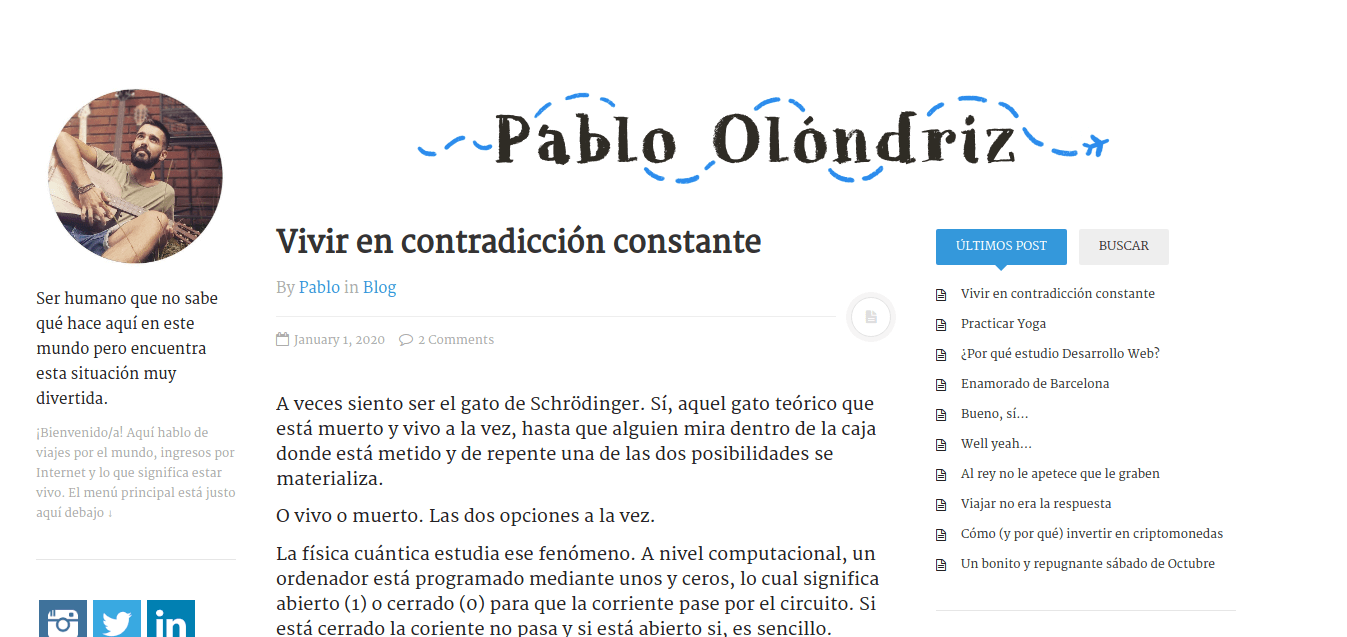 Pablo Olóndriz
Ser humano que no sabe
qué hace aquí en este
mundo pero encuentra
esta situación muy
divertida.
¡Bienvenido/a! Aquí hablo de
viajes por el mundo, ingresos por
Internet y lo que significa estar
vivo. El menú principal está justo
aquí debajo ↓
in
Vivir en contradicción constante
By Pablo in Blog
January 1, 2020 2 Comments
A veces siento ser el gato de Schrödinger. Sí, aquel gato teórico que
está muerto y vivo a la vez, hasta que alguien mira dentro de la caja
donde está metido y de repente una de las dos posibilidades se
materializa.
O vivo o muerto. Las dos opciones a la vez.
La física cuántica estudia ese fenómeno. A nivel computacional, un
ordenador está programado mediante unos y ceros, lo cual significa
abierto (1) o cerrado (0) para que la corriente pase por el circuito. Si
está cerrado la coriente no pasa y si está abierto si, es sencillo.
ÚLTIMOS POST BUSCAR
Vivir en contradicción constante
Practicar Yoga
¿Por qué estudio Desarrollo Web?
Enamorado de Barcelona
Bueno, sí…
Well yeah…
Al rey no le apetece que le graben
Viajar no era la respuesta
Cómo (y por qué) invertir en criptomonedas
Un bonito y repugnante sábado de Octubre